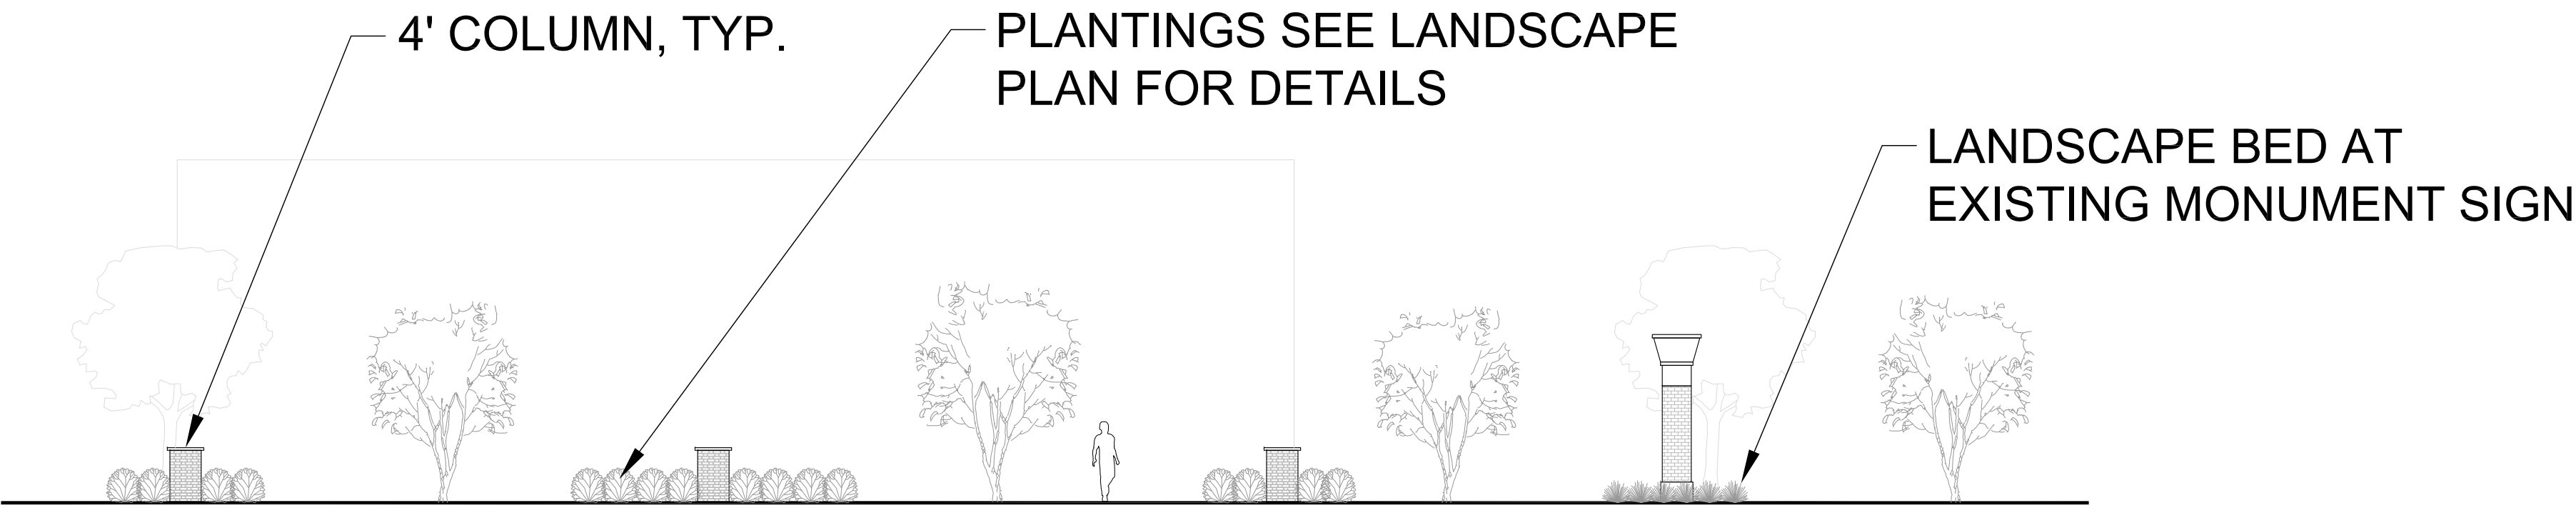 4' COLUMN, TYP.
PLANTINGS SEE LANDSCAPE
PLAN FOR DETAILS
LANDSCAPE BED AT
EXISTING MONUMENT SIGN